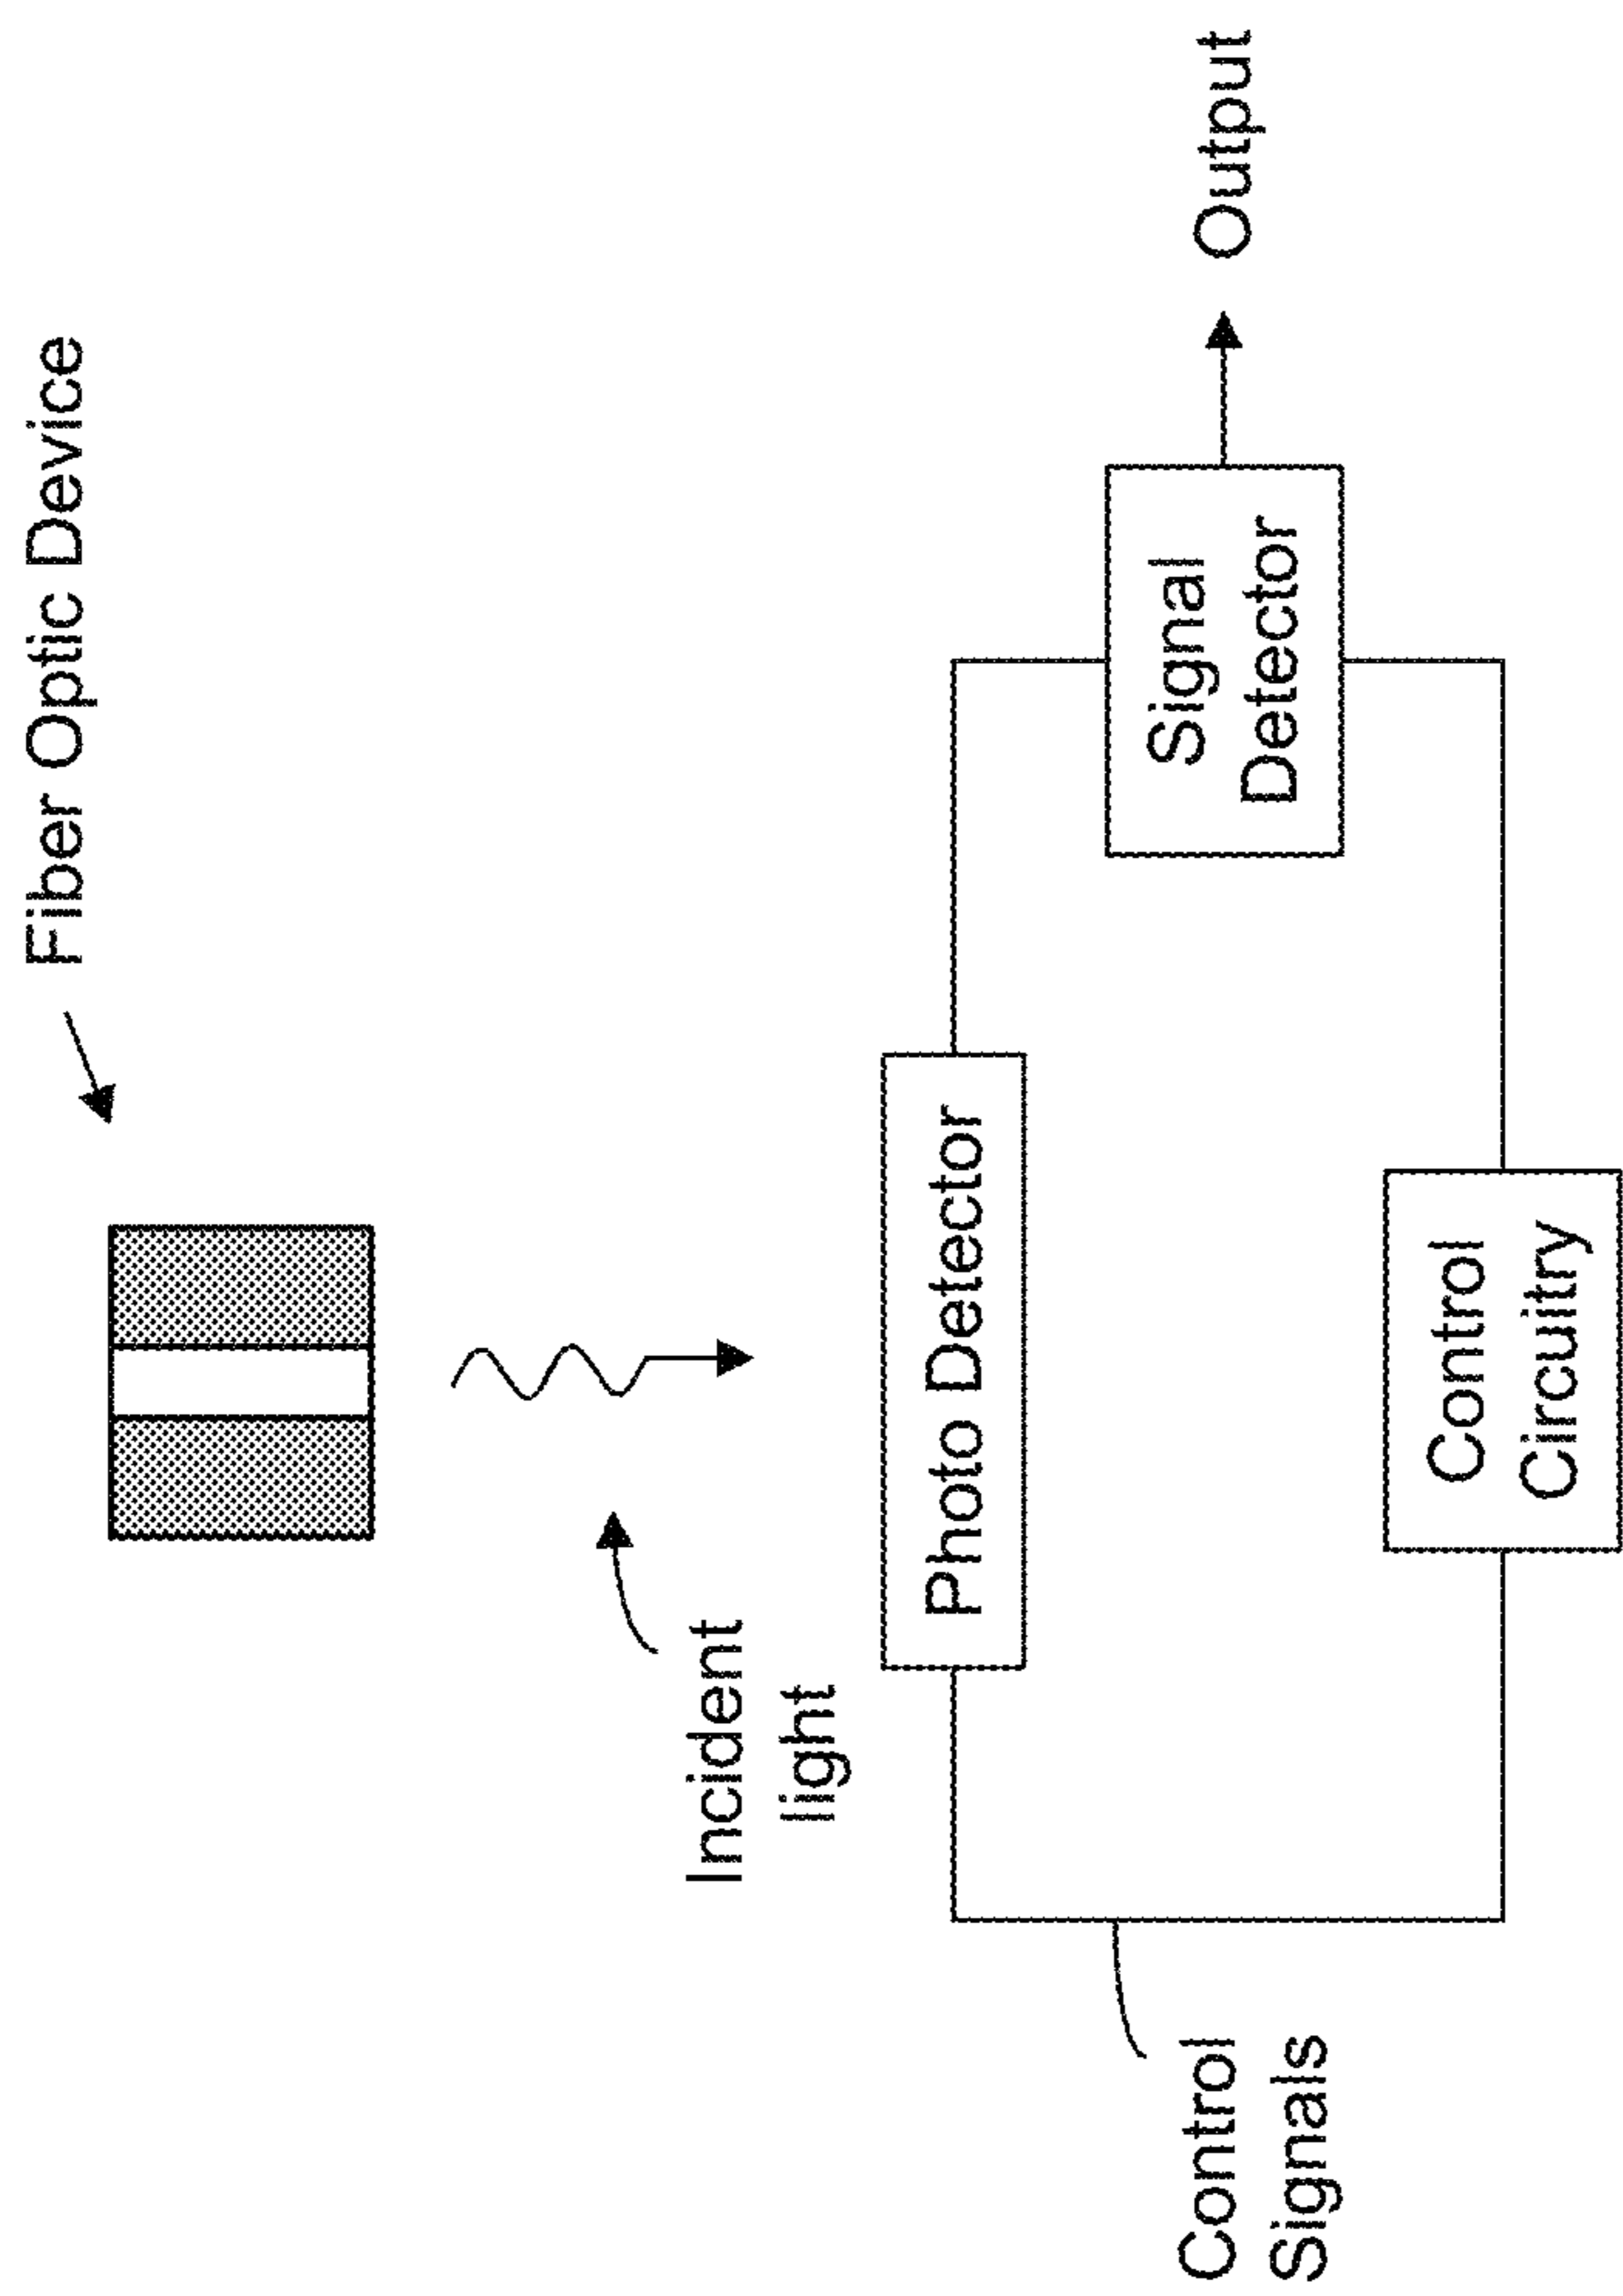 Fiber Optic Device
Incident
light
Photo Detector
Control
Signals
Signal
Detector
Output
Control
Circuitry